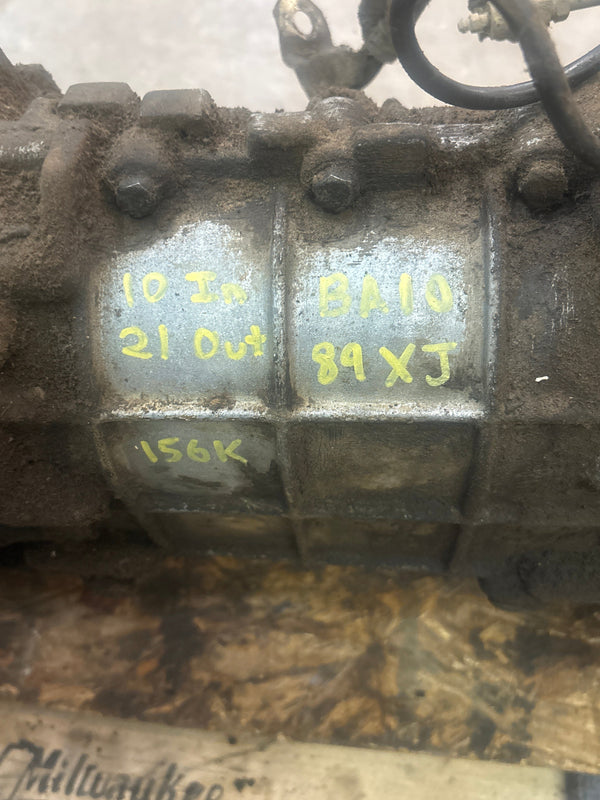 10 In
21 Out
156K
BA10
89 XJ
Milwaukee